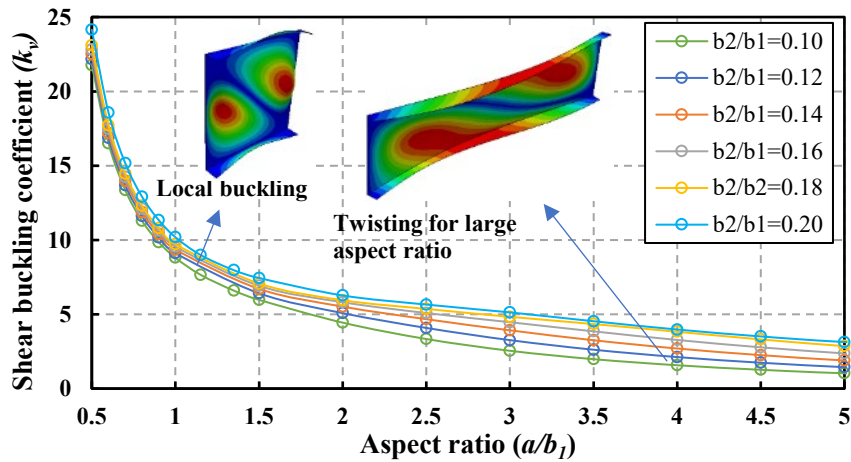 25
20
15
10
5
0
Shear buckling coefficient (kv)
0.5 1 1.5 2 2.5 3 3.5 4 4.5 5
Aspect ratio (a/b1)
Local buckling
Twisting for large
aspect ratio
b2/b1=0.10
b2/b1=0.12
b2/b1=0.14
b2/b1=0.16
b2/b2=0.18
b2/b1=0.20